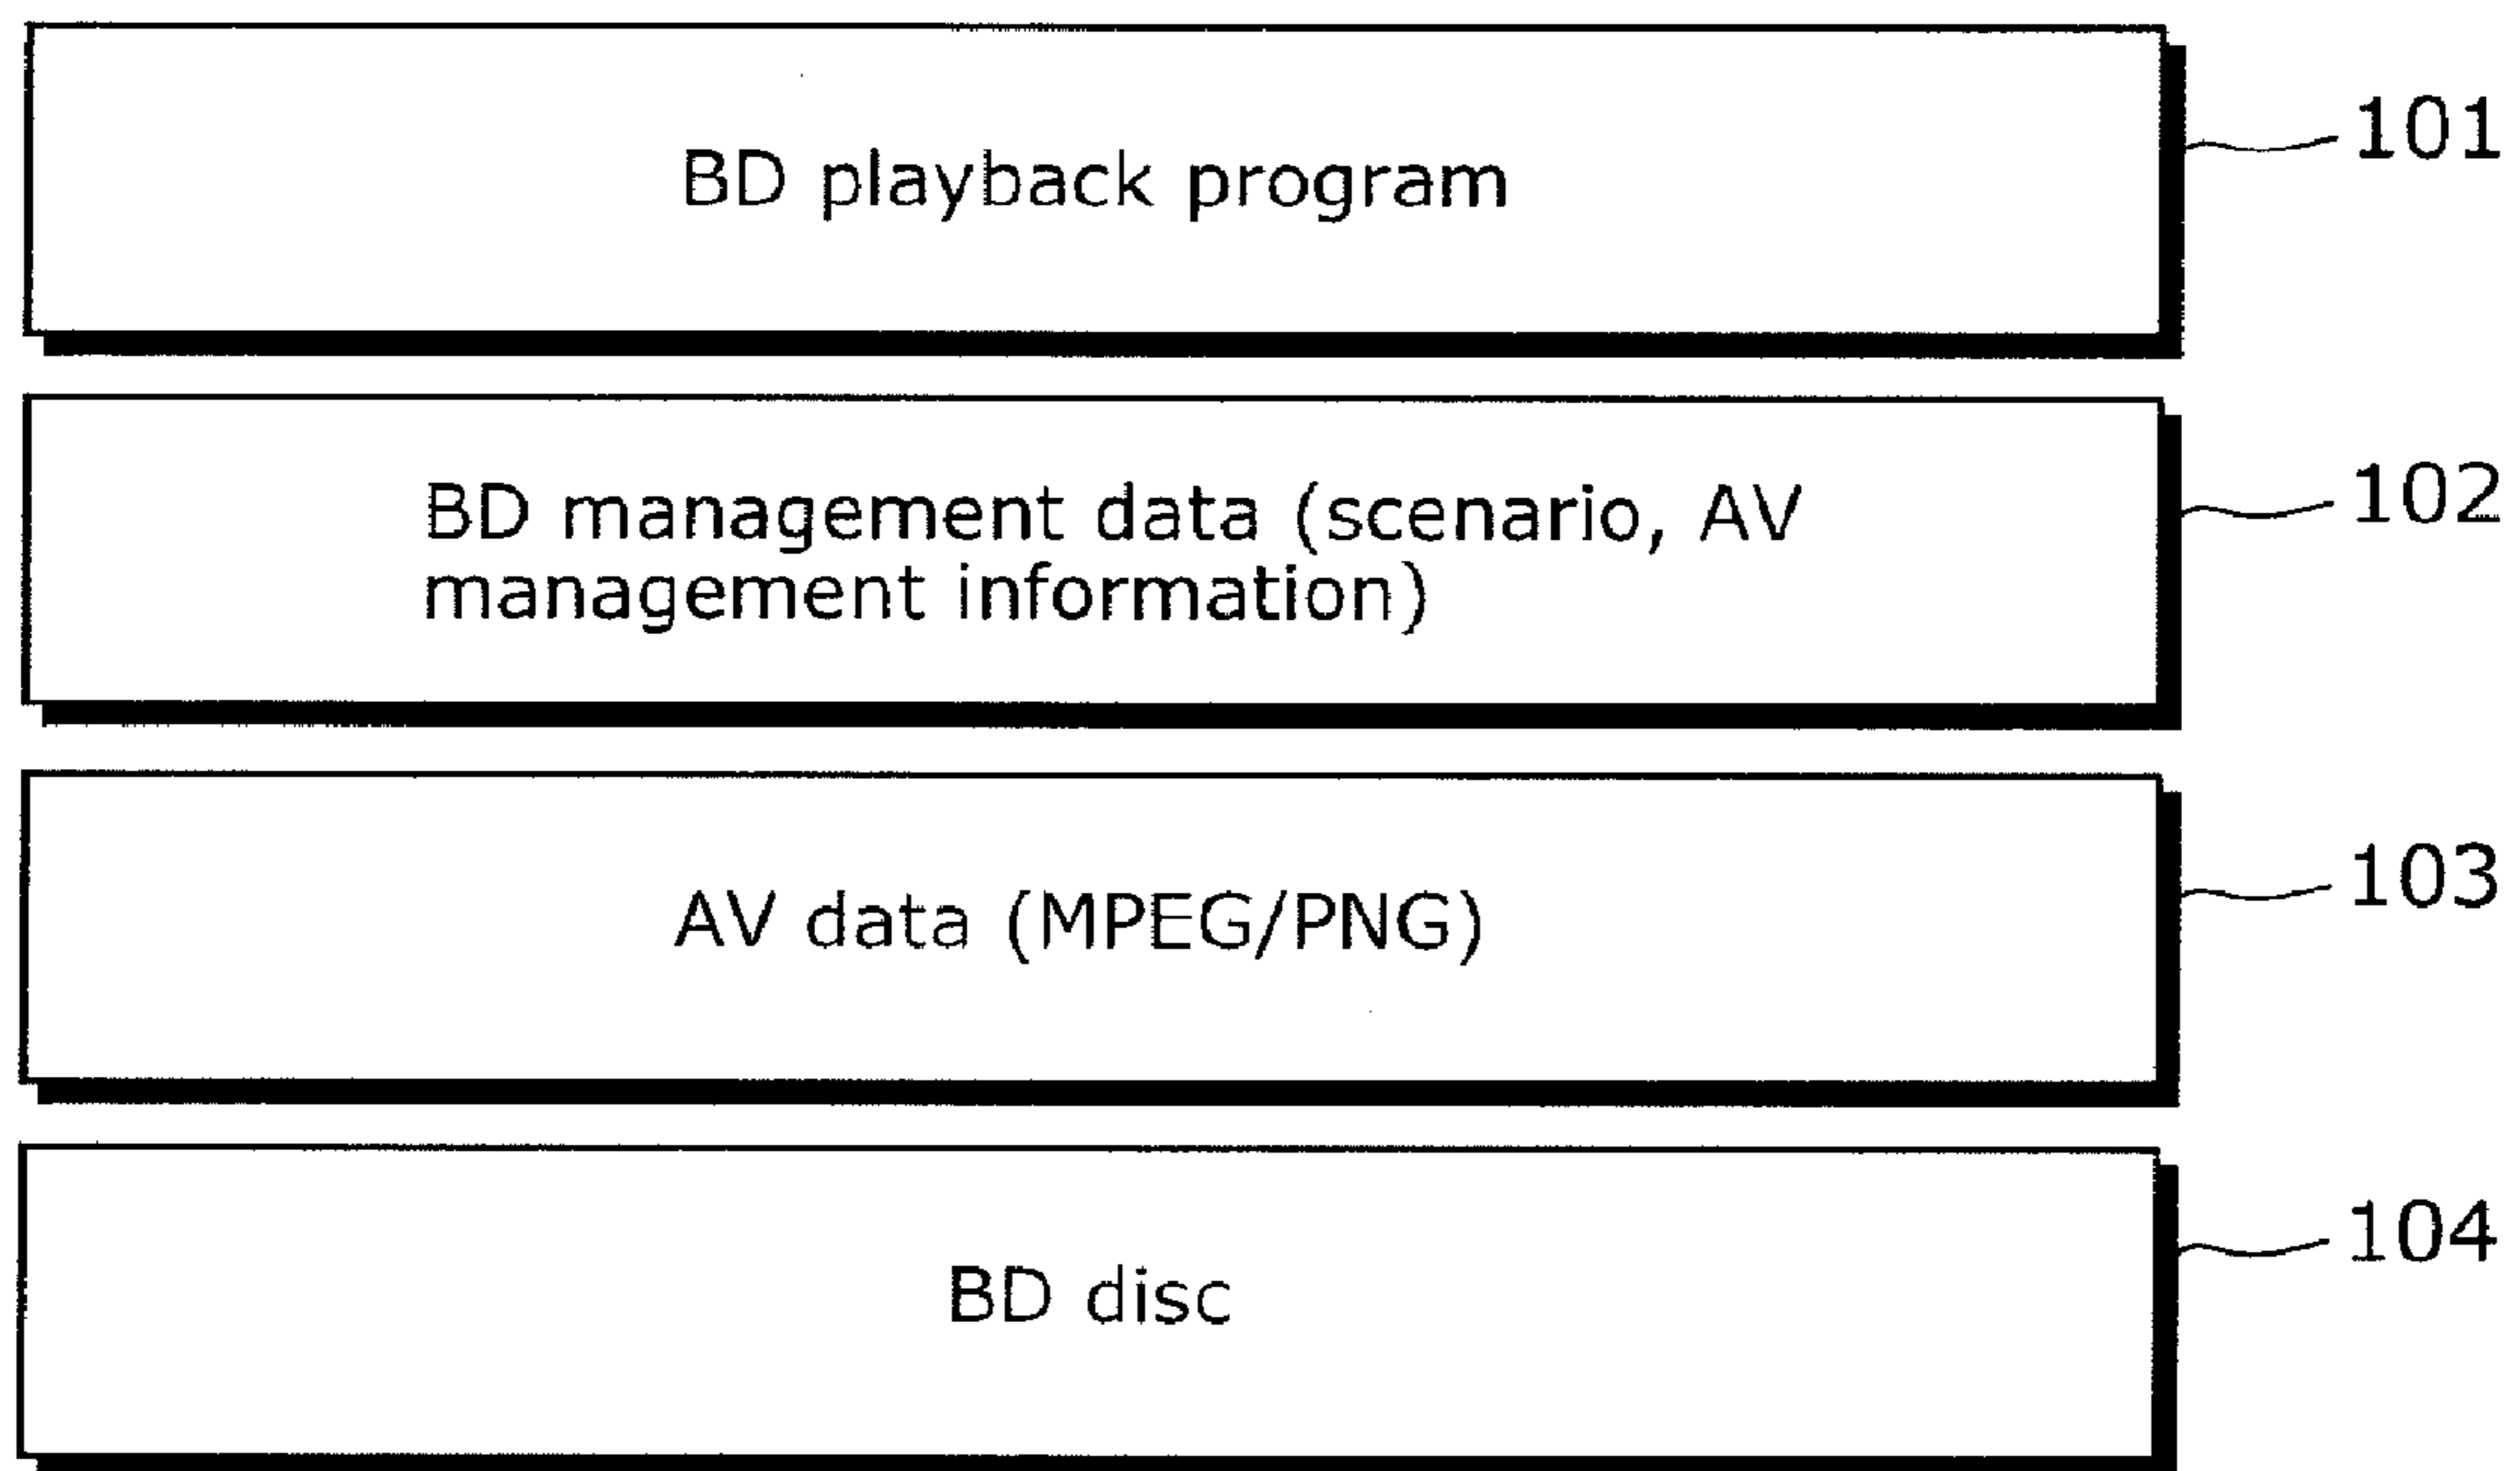 BD playback program
101
BD management data (scenario, AV
management information)
102
AV data (MPEG/PNG)
103
BD disc
104